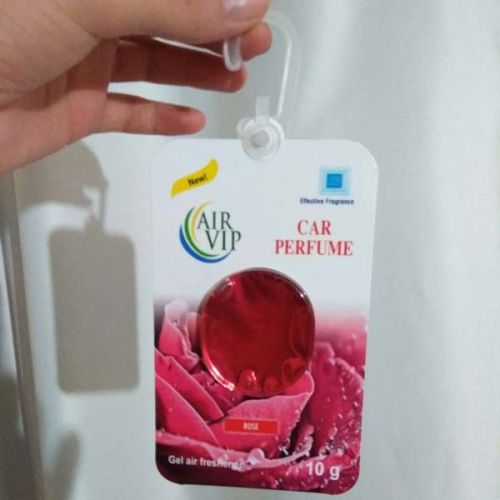 New!
Effective Fragrance
AIR
VIP
CAR
PERFUME
ROSE
Gel air freshener
10 g